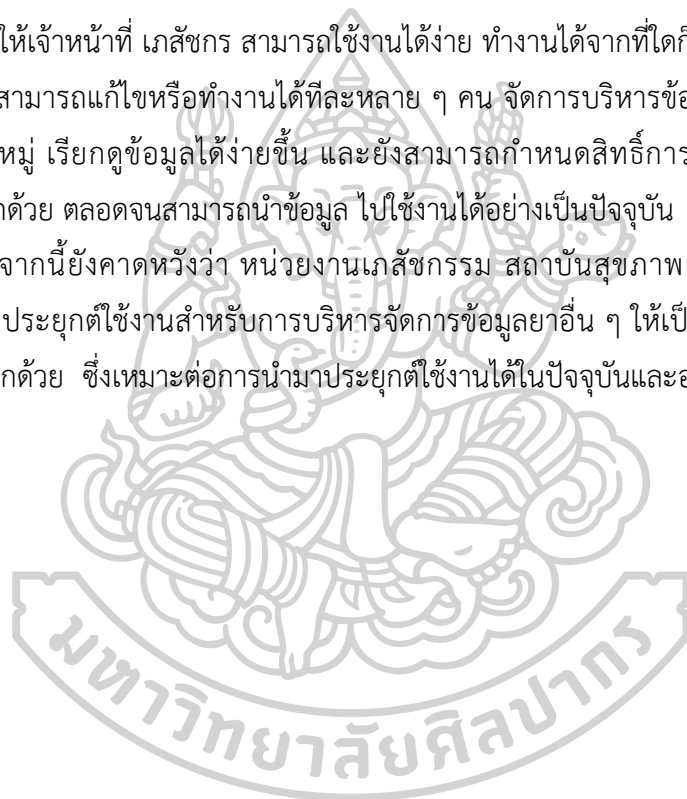 ให้เจ้าหน้าที่ เภสัชกร สามารถใช้งานได้ง่าย ทำงานได้จากที่ใดก็
สามารถแก้ไขหรือทำงานได้ทีละหลาย ๆ คน จัดการบริหารข้อ
หมู่ เรียกดูข้อมูลได้ง่ายขึ้น และยังสามารถกำหนดสิทธิ์การ
กด้วย ตลอดจนสามารถนำข้อมูล ไปใช้งานได้อย่างเป็นปัจจุบัน
จากนี้ยังคาดหวังว่า หน่วยงานเภสัชกรรม สถาบันสุขภาพ
ประยุกต์ใช้งานสำหรับการบริหารจัดการข้อมูลยาอื่น ๆ ให้เป็
กด้วย ซึ่งเหมาะต่อการนำมาประยุกต์ใช้งานได้ในปัจจุบันและอ
มหาวิทยาลัยศิลปากร